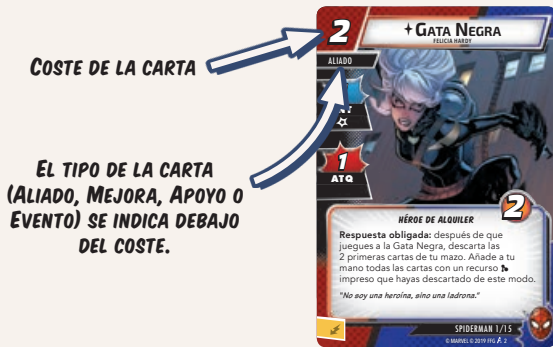 COSTE DE LA CARTA
EL TIPO DE LA CARTA
(ALIADO, MEJORA, APOYO O
EVENTO) SE INDICA DEBAJO
DEL COSTE.
2
GATA NEGRA
FELICIA HARDY
ALIADO
1
ATQ
2
HÉROE DE ALQUILER
Respuesta obligada: después de que
juegues a la Gata Negra, descarta las
2 primeras cartas de tu mazo. Añade a tu
mano todas las cartas con un recurso
impreso que hayas descartado de este modo.
"No soy una heroína, sino una ladrona."
SPIDERMAN 1/15
© MARVEL © 2019 FFG 2